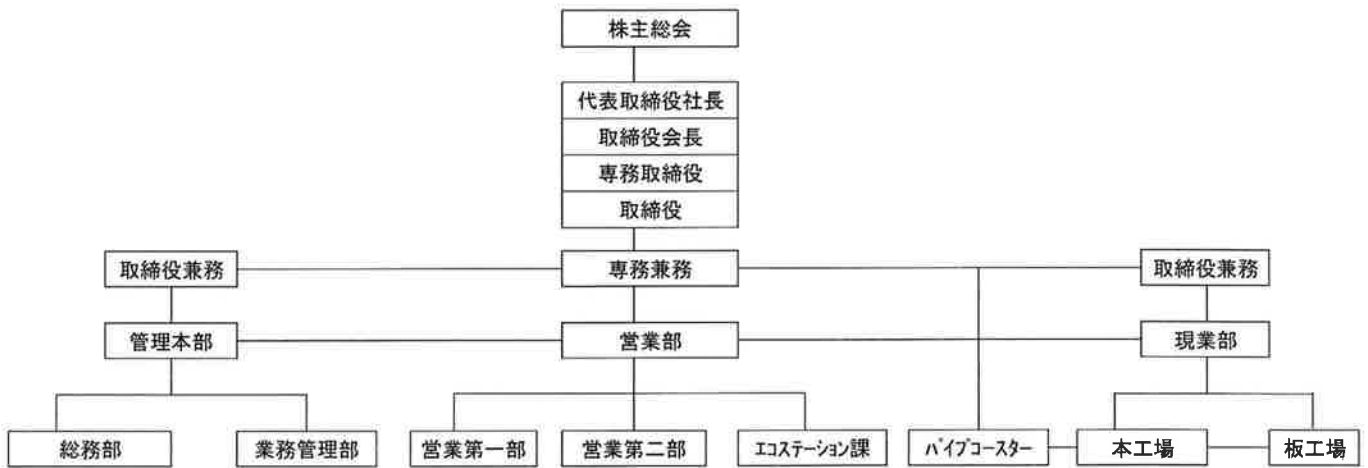 株主総会
代表取締役社長
取締役会長
専務取締役
取締役
取締役兼務
専務兼務
取締役兼務
管理本部
営業部
現業部
総務部
業務管理部
営業第一部
営業第二部
ｴｺｽﾃｰｼｮﾝ課
ﾊﾟｲﾌﾟｺｰｽﾀｰ
本工場
板工場